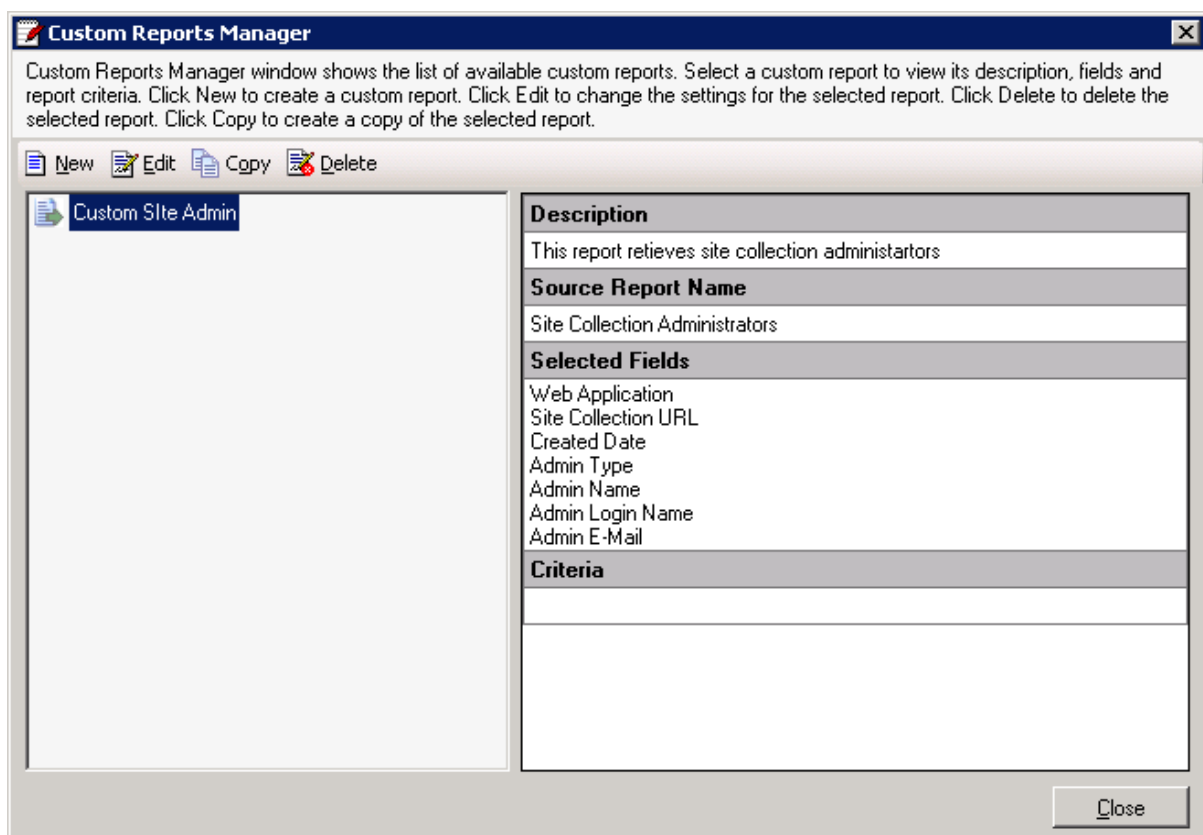 Custom Reports Manager
Custom Reports Manager window shows the list of available custom reports. Select a custom report to view its description, fields and
report criteria. Click New to create a custom report. Click Edit to change the settings for the selected report. Click Delete to delete the
selected report. Click Copy to create a copy of the selected report.
New Edit Copy Delete
Custom SIte Admin
Description
This report retieves site collection administartors
Source Report Name
Site Collection Administrators
Selected Fields
Web Application
Site Collection URL
Created Date
Admin Type
Admin Name
Admin Login Name
Admin E-Mail
Criteria
Close